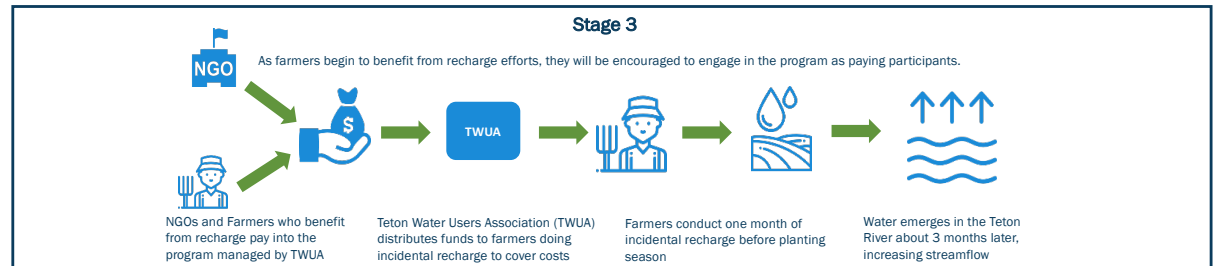 Stage 3
NGO
As farmers begin to benefit from recharge efforts, they will be encouraged to engage in the program as paying participants.
$
TWUA
NGOs and Farmers who benefit
from recharge pay into the
program managed by TWUA
Teton Water Users Association (TWUA)
distributes funds to farmers doing
incidental recharge to cover costs
Farmers conduct one month of
incidental recharge before planting
season
Water emerges in the Teton
River about 3 months later,
increasing streamflow